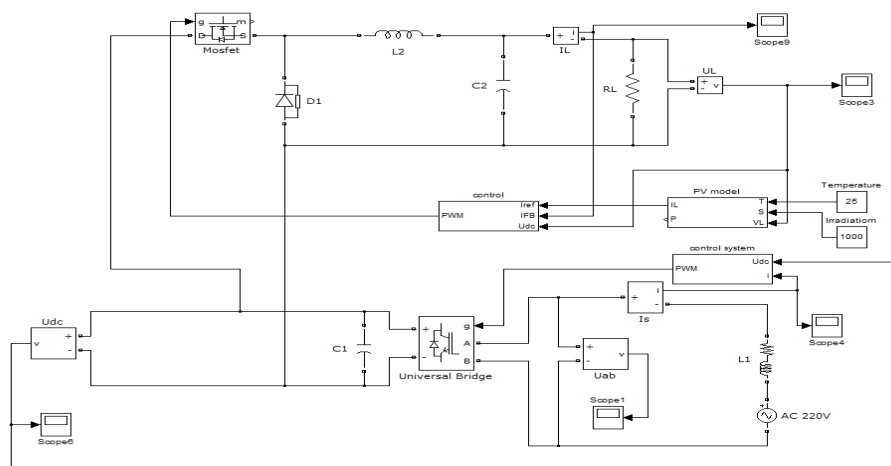 g
m
D
S
Mosfet
L2
+
i
-
IL
Scope9
C2
RL
D1
UL
+
-
v
Scope3
control
PWM
Iref
IFB
Udc
PV model
IL
P
T
S
VL
Temperature
25
Irradiatiom
1000
control system
PWM
Udc
i
Udc
v
+
-
C1
+
-
g
A
B
Universal Bridge
+
i
-
Is
Scope4
+
-
v
Uab
Scope1
L1
+
AC 220V
Scope6